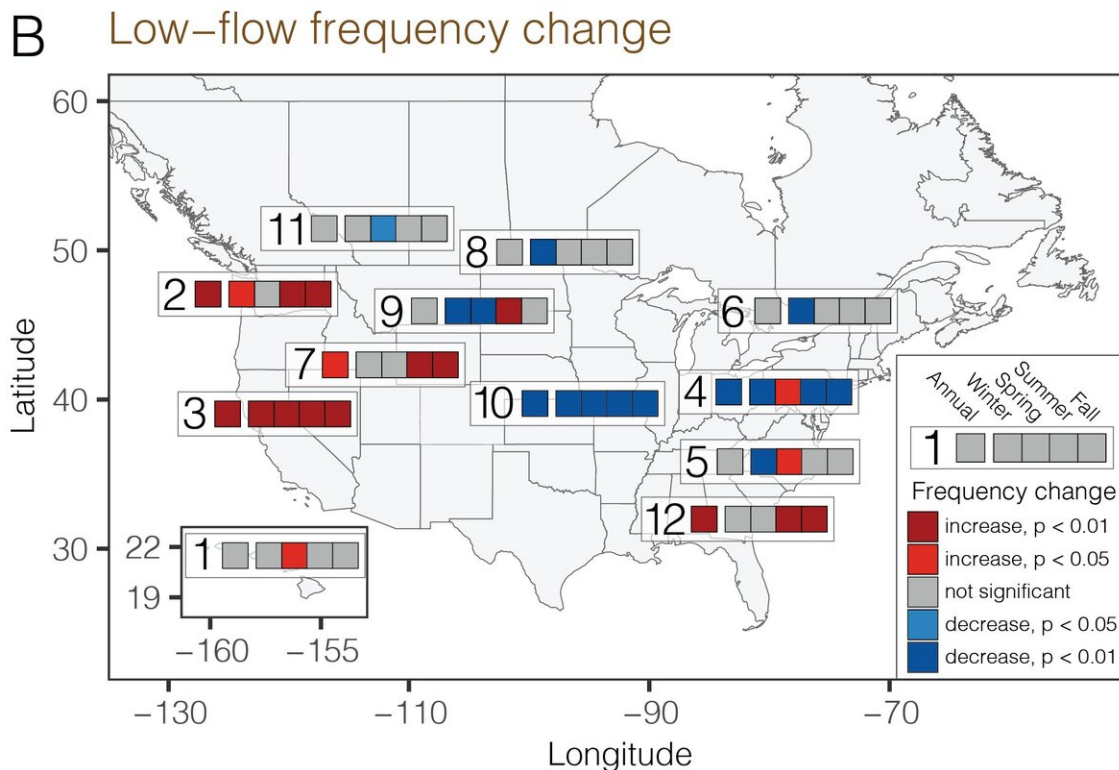 B Low–flow frequency change
60
50
40
30
Latitude
11
8
2
9
6
7
3
10
4
5
12
1
22
19
−160 −155
Annual
Winter
Spring
Summer
Fall
1
Frequency change
increase, p < 0.01
increase, p < 0.05
not significant
decrease, p < 0.05
decrease, p < 0.01
−130 −110 −90 −70
Longitude